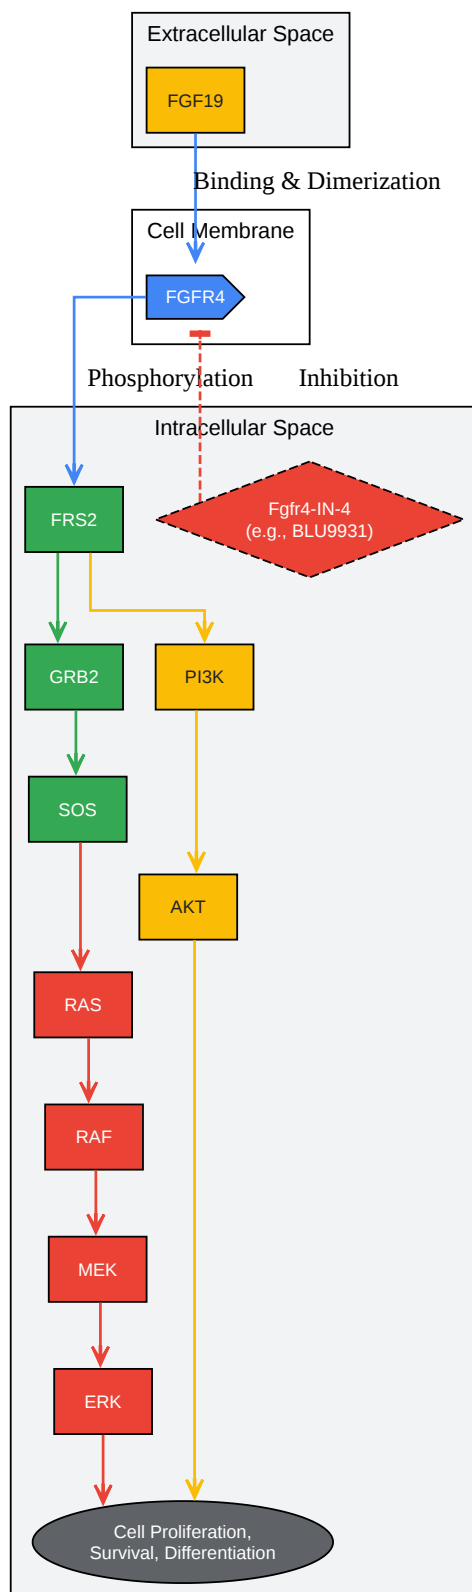 Extracellular Space
FGF19
Binding & Dimerization
Cell Membrane
FGFR4
Phosphorylation
Inhibition
Intracellular Space
Fgfr4-IN-4
(e.g., BLU9931)
FRS2
GRB2
PI3K
SOS
AKT
RAS
RAF
MEK
ERK
Cell Proliferation,
Survival, Differentiation